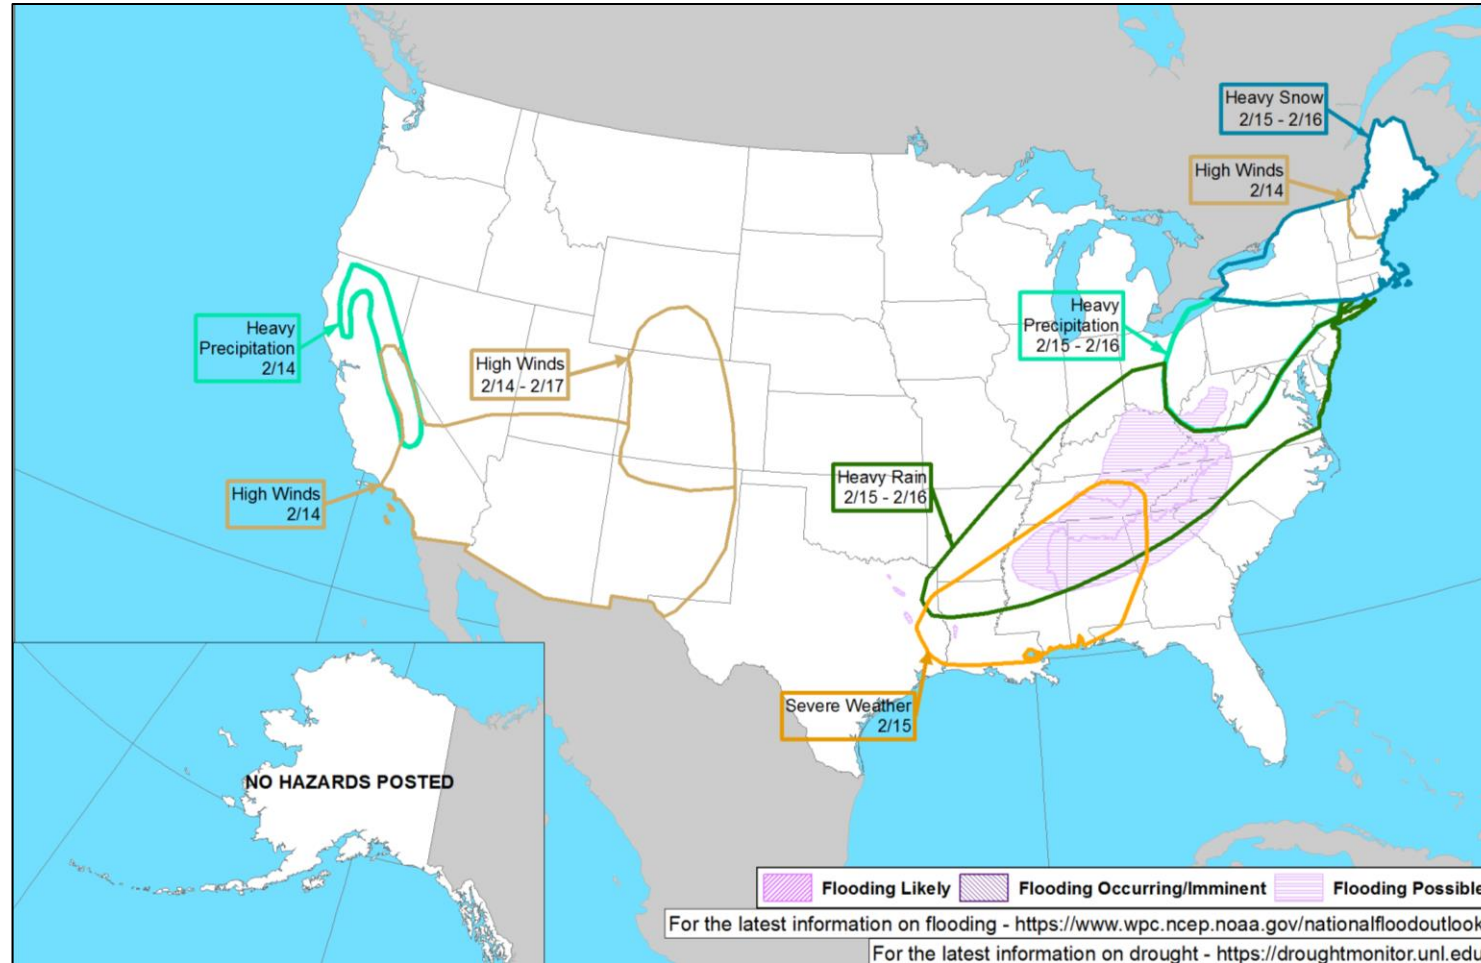 Heavy Snow
2/15 - 2/16
High Winds
2/14
Heavy
Precipitation
2/15 - 2/16
Heavy
Precipitation
2/14
High Winds
2/14 - 2/17
High Winds
2/14
Heavy Rain
2/15 - 2/16
Severe Weather
2/15
NO HAZARDS POSTED
Flooding Likely
Flooding Occurring/Imminent
Flooding Possible
For the latest information on flooding - https://www.wpc.ncep.noaa.gov/nationalfloodoutlook
For the latest information on drought - https://droughtmonitor.unl.edu